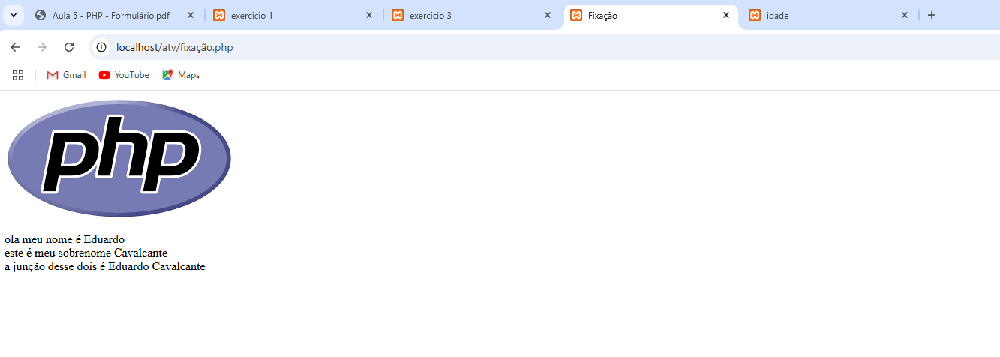 Aula 5 - PHP - Formulário.pdf
exercicio 1
exercicio 3
Fixação
idade
localhost/atv/fixação.php
Gmail
YouTube
Maps
php
ola meu nome é Eduardo
este é meu sobrenome Cavalcante
a junção desse dois é Eduardo Cavalcante